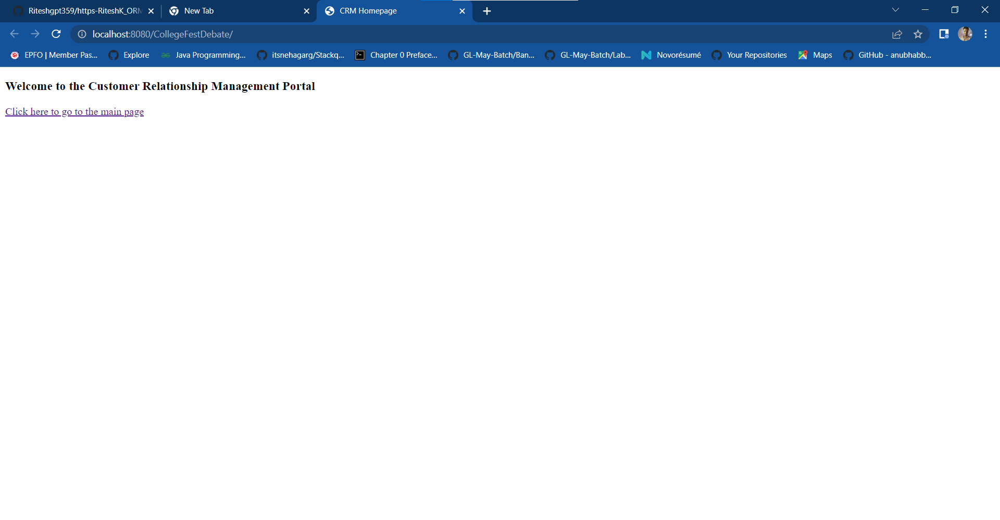 Riteshgpt359/https-RiteshK_ORM
New Tab
CRM Homepage
localhost:8080/CollegeFestDebate/
EPFO | Member Pas... Explore Java Programming... itsnehagarg/Stackq... Chapter 0 Preface... GL-May-Batch/Ban... GL-May-Batch/Lab... Novorésumé Your Repositories Maps GitHub - anubhabb...
Welcome to the Customer Relationship Management Portal
Click here to go to the main page